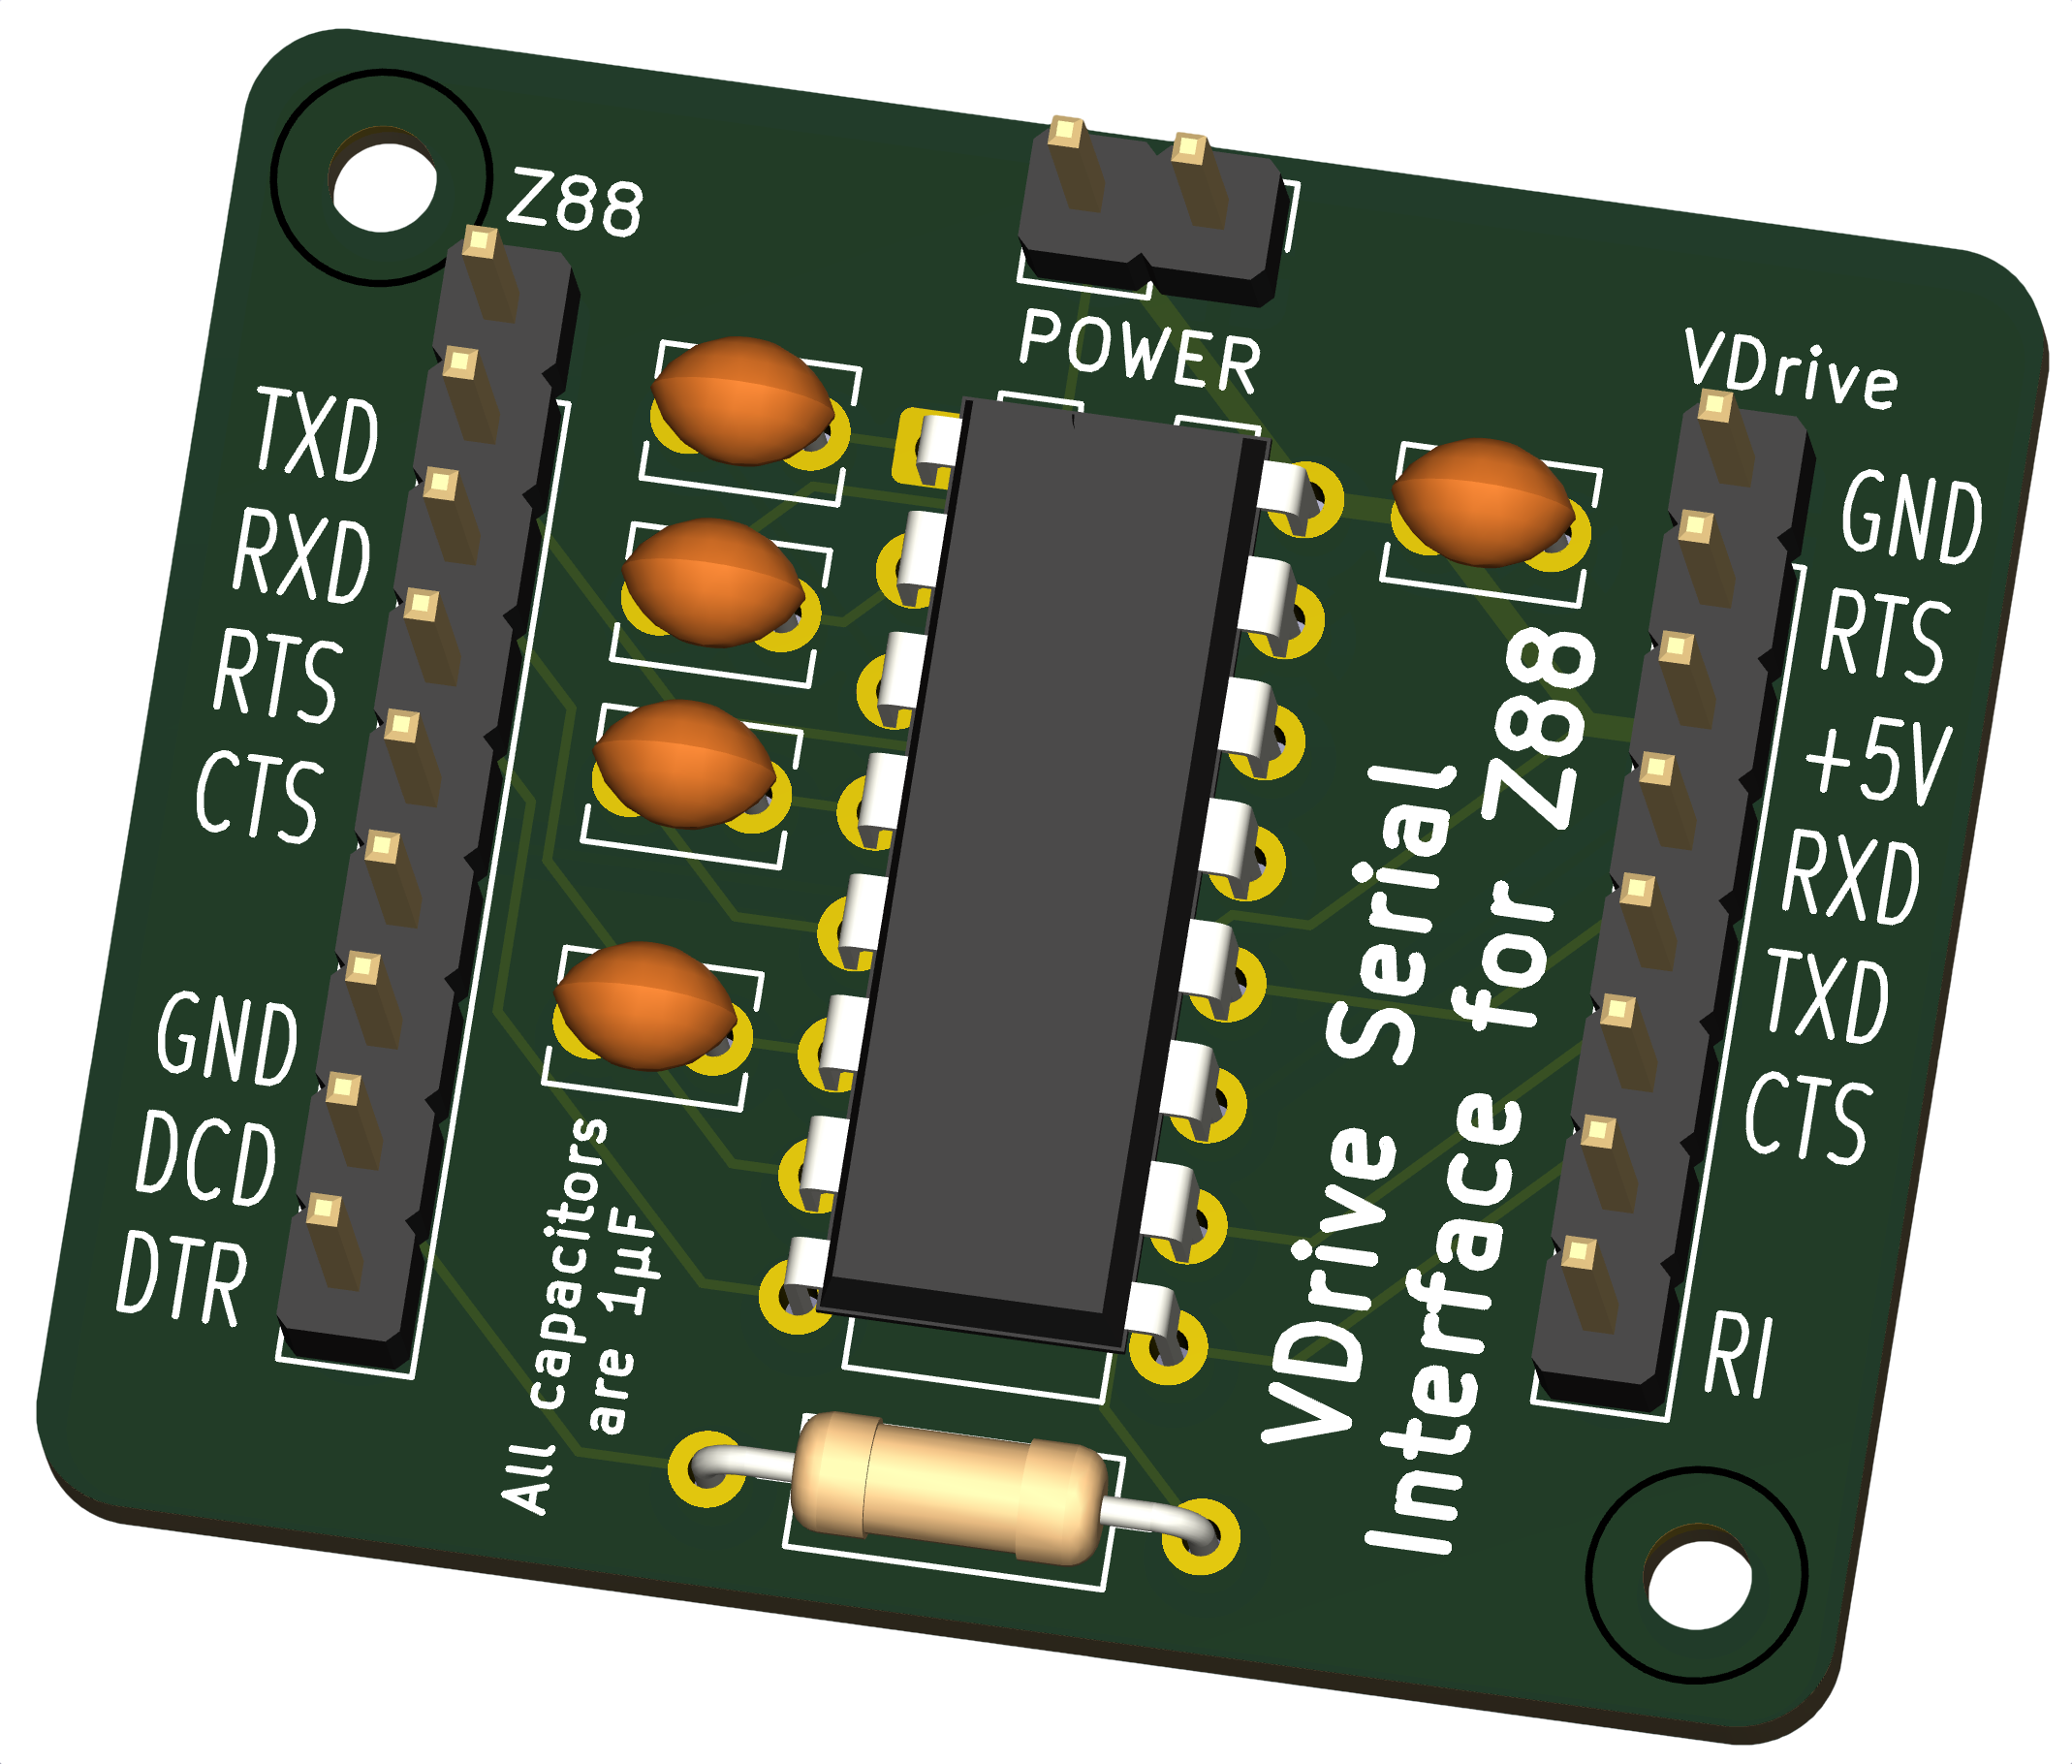 Z88
POWER
VDrive
TXD
RXD
RTS
CTS
GND
DCD
DTR
GND
RTS
+5V
RXD
TXD
CTS
RI
VDrive Serial
Interface for Z88
All capacitors
are 1µF